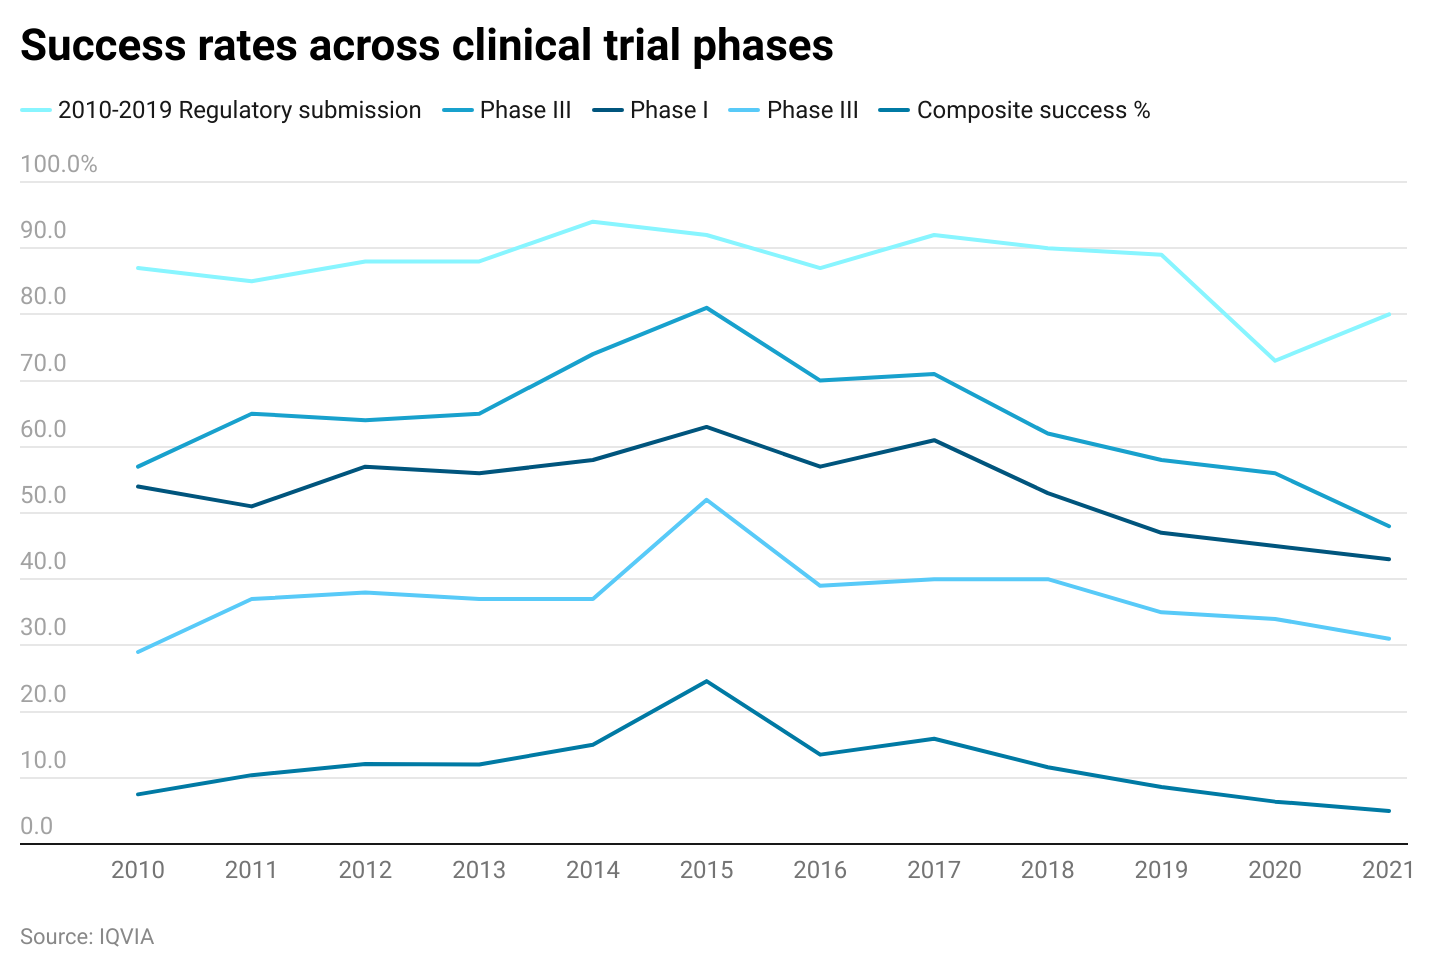 Success rates across clinical trial phases
2010-2019 Regulatory submission Phase III Phase I Phase III Composite success %
100.0%
90.0
80.0
70.0
60.0
50.0
40.0
30.0
20.0
10.0
0.0
2010 2011 2012 2013 2014 2015 2016 2017 2018 2019 2020 2021
Source: IQVIA